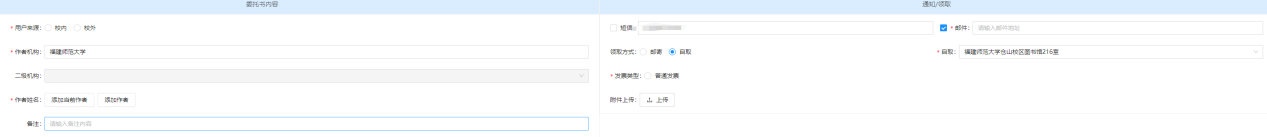 委托书内容
* 用户来源: 校内 校外
* 作者机构: 福建师范大学
二级机构:
* 作者姓名: 添加当前作者 添加作者
备注: 请输入备注内容
通知/领取
短信:
* 邮件: 请输入邮件地址
领取方式: 邮寄 自取
* 自取: 福建师范大学仓山校区图书馆216室
* 发票类型: 普通发票
附件上传: 上传